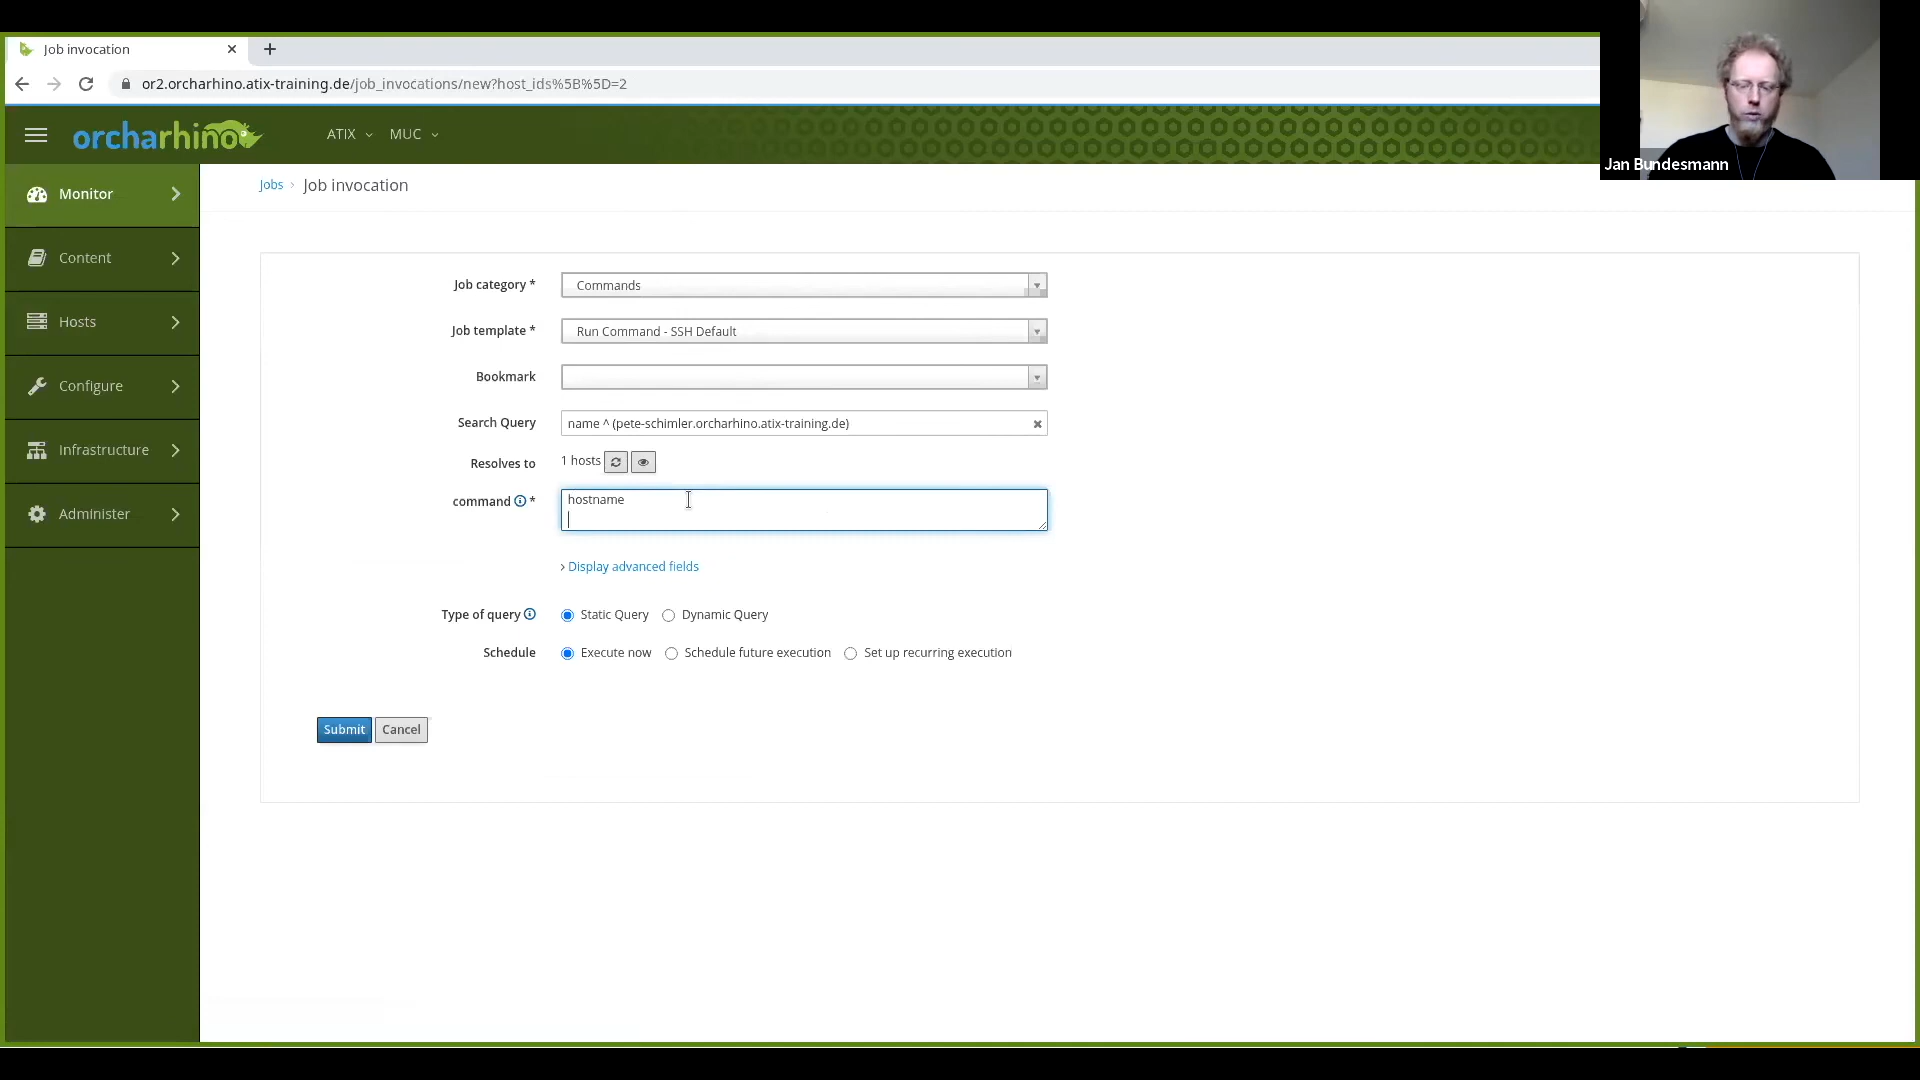 Job invocation
or2.orcharhino.atix-training.de/job_invocations/new?host_ids%5B%5D=2
orcharhino ATIX MUC
Jan Bundesmann
Monitor
Content
Hosts
Configure
Infrastructure
Administer
Jobs › Job invocation
Job category * Commands
Job template * Run Command - SSH Default
Bookmark
Search Query name ^ (pete-schimler.orcharhino.atix-training.de)
Resolves to 1 hosts
command * hostname
Display advanced fields
Type of query Static Query Dynamic Query
Schedule Execute now Schedule future execution Set up recurring execution
Submit Cancel